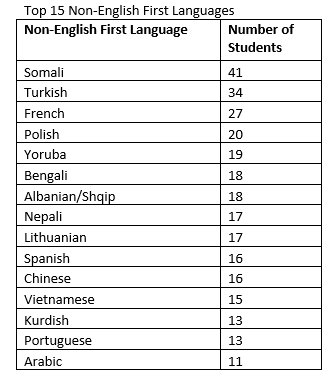 Top 15 Non-English First Languages
Non-English First Language Number of
Students
Somali 41
Turkish 34
French 27
Polish 20
Yoruba 19
Bengali 18
Albanian/Shqip 18
Nepali 17
Lithuanian 17
Spanish 16
Chinese 16
Vietnamese 15
Kurdish 13
Portuguese 13
Arabic 11